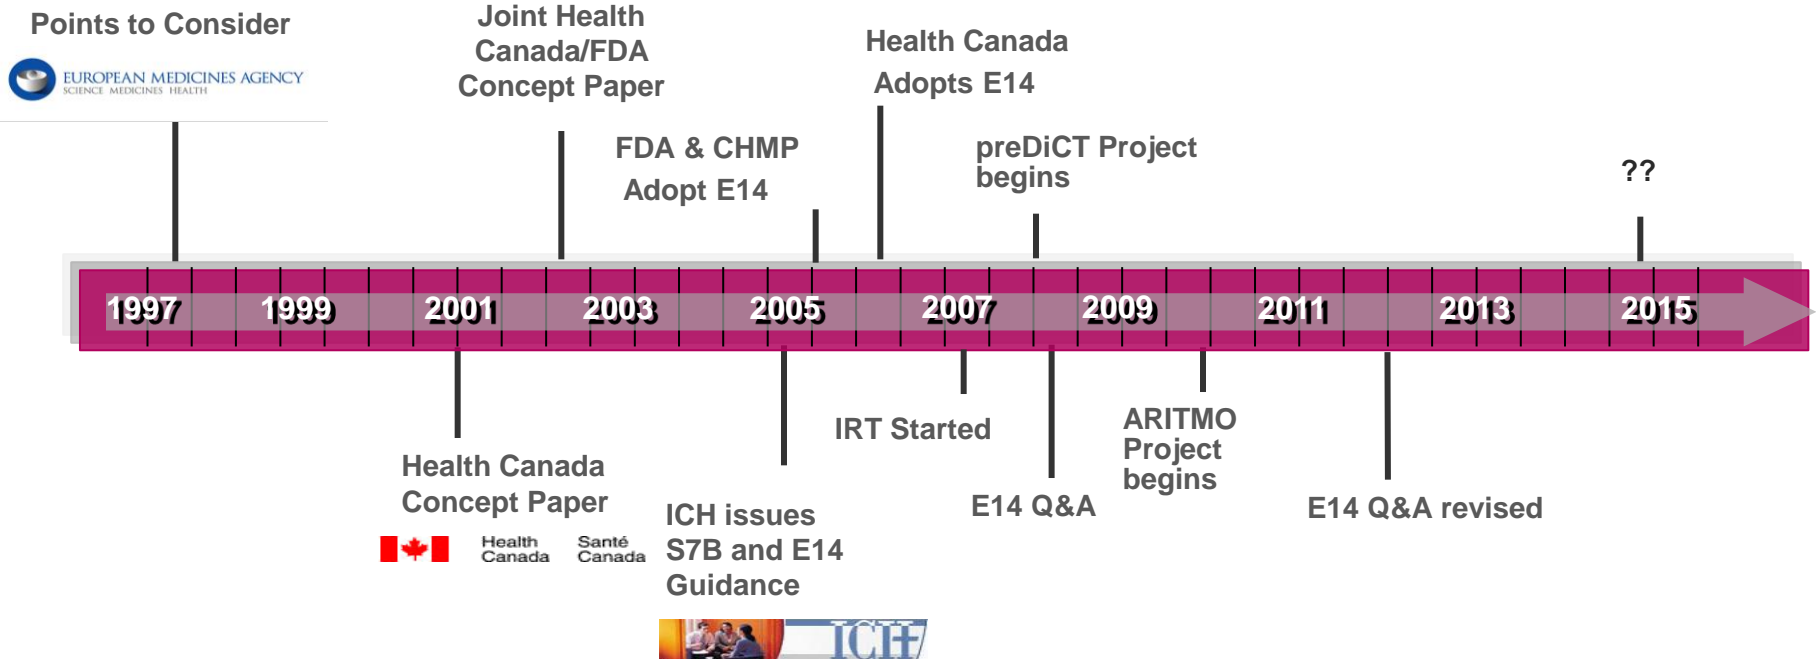 Points to Consider
EUROPEAN MEDICINES AGENCY
SCIENCE MEDICINES HEALTH
Joint Health
Canada/FDA
Concept Paper
FDA & CHMP
Adopt E14
Health Canada
Adopts E14
preDiCT Project
begins
??
1997 1999 2001 2003 2005 2007 2009 2011 2013 2015
Health Canada
Concept Paper
Health Santé
Canada Canada
ICH issues
S7B and E14
Guidance
ICH
IRT Started
E14 Q&A
ARITMO
Project
begins
E14 Q&A revised